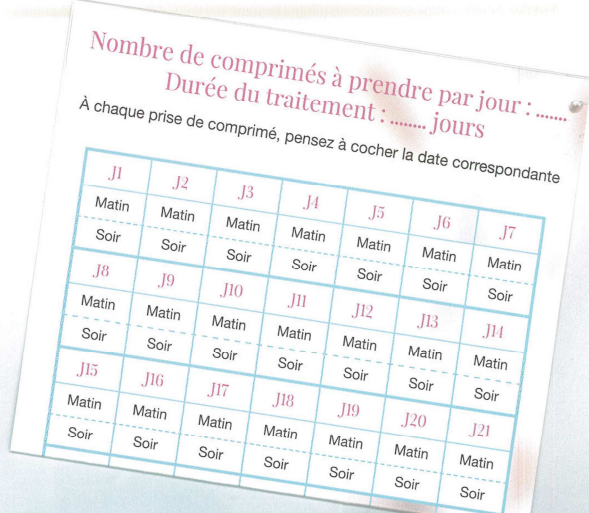 Nombre de comprimés à prendre par jour : .......
Durée du traitement : ........ jours
À chaque prise de comprimé, pensez à cocher la date correspondante
J1 J2 J3 J4 J5 J6 J7
Matin Matin Matin Matin Matin Matin Matin
Soir Soir Soir Soir Soir Soir Soir
J8 J9 J10 J11 J12 J13 J14
Matin Matin Matin Matin Matin Matin Matin
Soir Soir Soir Soir Soir Soir Soir
J15 J16 J17 J18 J19 J20 J21
Matin Matin Matin Matin Matin Matin Matin
Soir Soir Soir Soir Soir Soir Soir